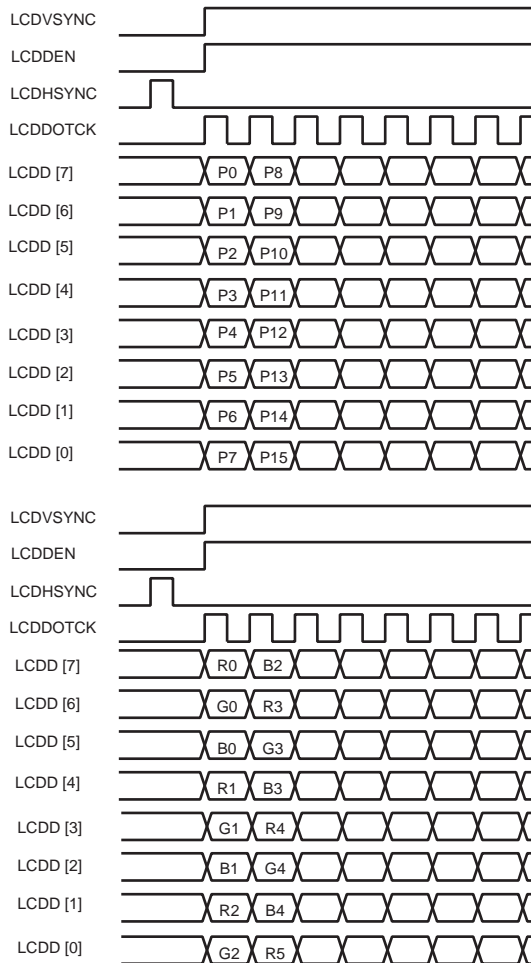 LCDVSYNC
LCDDEN
LCDHSYNC
LCDDOTCK
LCDD [7] P0 P8
LCDD [6] P1 P9
LCDD [5] P2 P10
LCDD [4] P3 P11
LCDD [3] P4 P12
LCDD [2] P5 P13
LCDD [1] P6 P14
LCDD [0] P7 P15
LCDVSYNC
LCDDEN
LCDHSYNC
LCDDOTCK
LCDD [7] R0 B2
LCDD [6] G0 R3
LCDD [5] B0 G3
LCDD [4] R1 B3
LCDD [3] G1 R4
LCDD [2] B1 G4
LCDD [1] R2 B4
LCDD [0] G2 R5